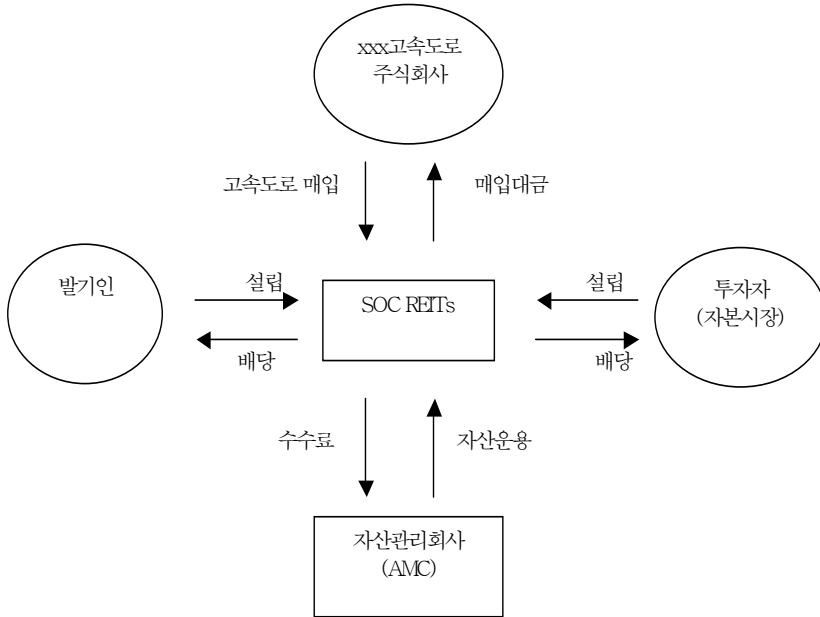 xxx고속도로
주식회사
고속도로 매입
매입대금
발기인
설립
SOC REITs
설립
투자자
(자본시장)
배당
배당
수수료
자산운용
자산관리회사
(AMC)